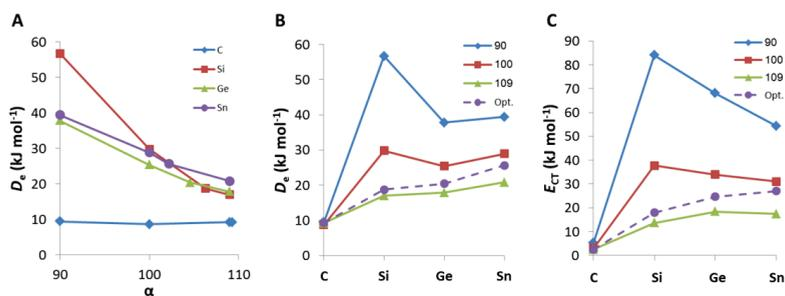 A
60
50
40
30
20
10
0
De (kJ mol-1)
90
100
110
α
C
Si
Ge
Sn
B
60
50
40
30
20
10
0
De (kJ mol-1)
C
Si
Ge
Sn
90
100
109
Opt.
C
90
80
70
60
50
40
30
20
10
0
ECT (kJ mol-1)
C
Si
Ge
Sn
90
100
109
Opt.